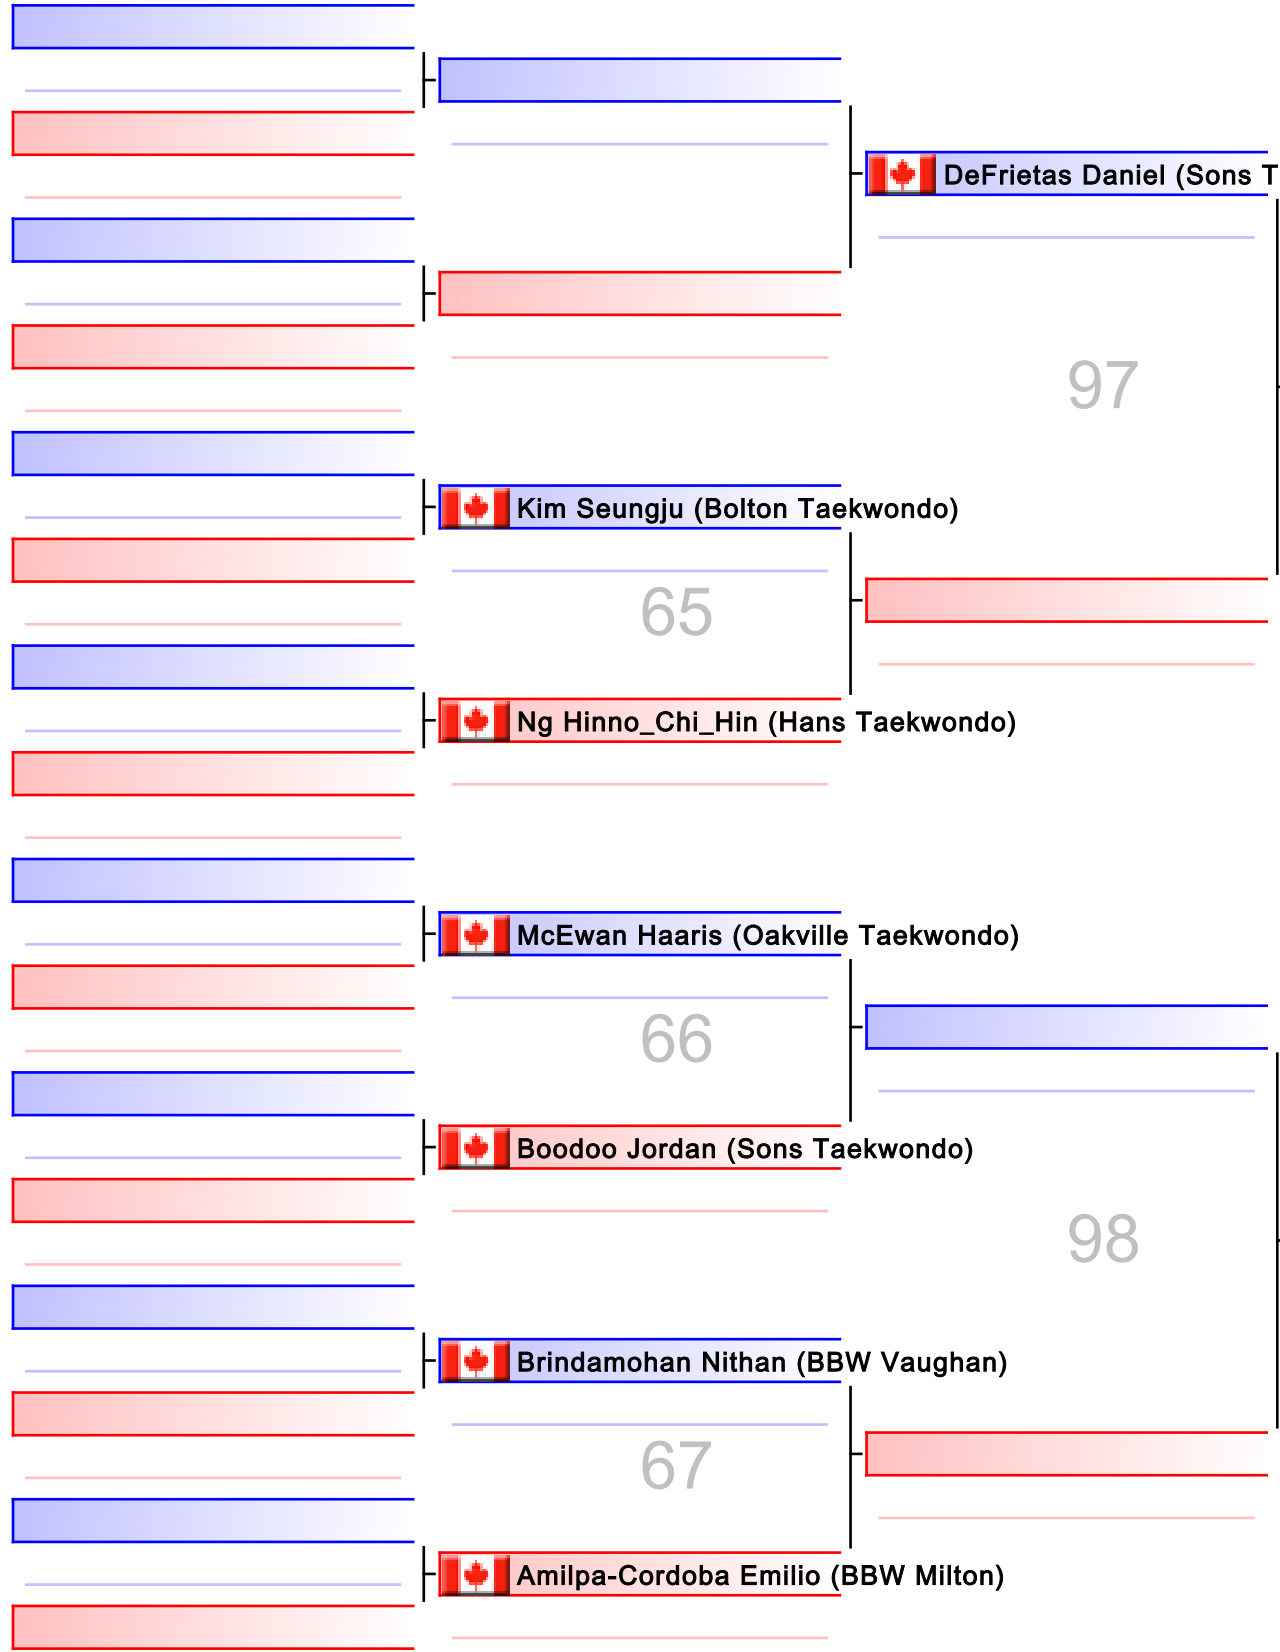 DeFrietas Daniel (Sons T
97
Kim Seungju (Bolton Taekwondo)
65
Ng Hinno_Chi_Hin (Hans Taekwondo)
McEwan Haaris (Oakville Taekwondo)
66
Boodoo Jordan (Sons Taekwondo)
98
Brindamohan Nithan (BBW Vaughan)
67
Amilpa-Cordoba Emilio (BBW Milton)